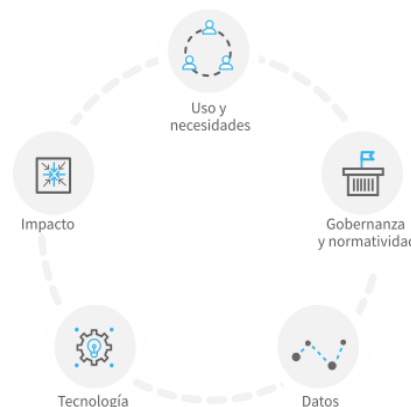 Uso y
necesidades
Impacto
Gobernanza
y normatividad
Tecnología
Datos